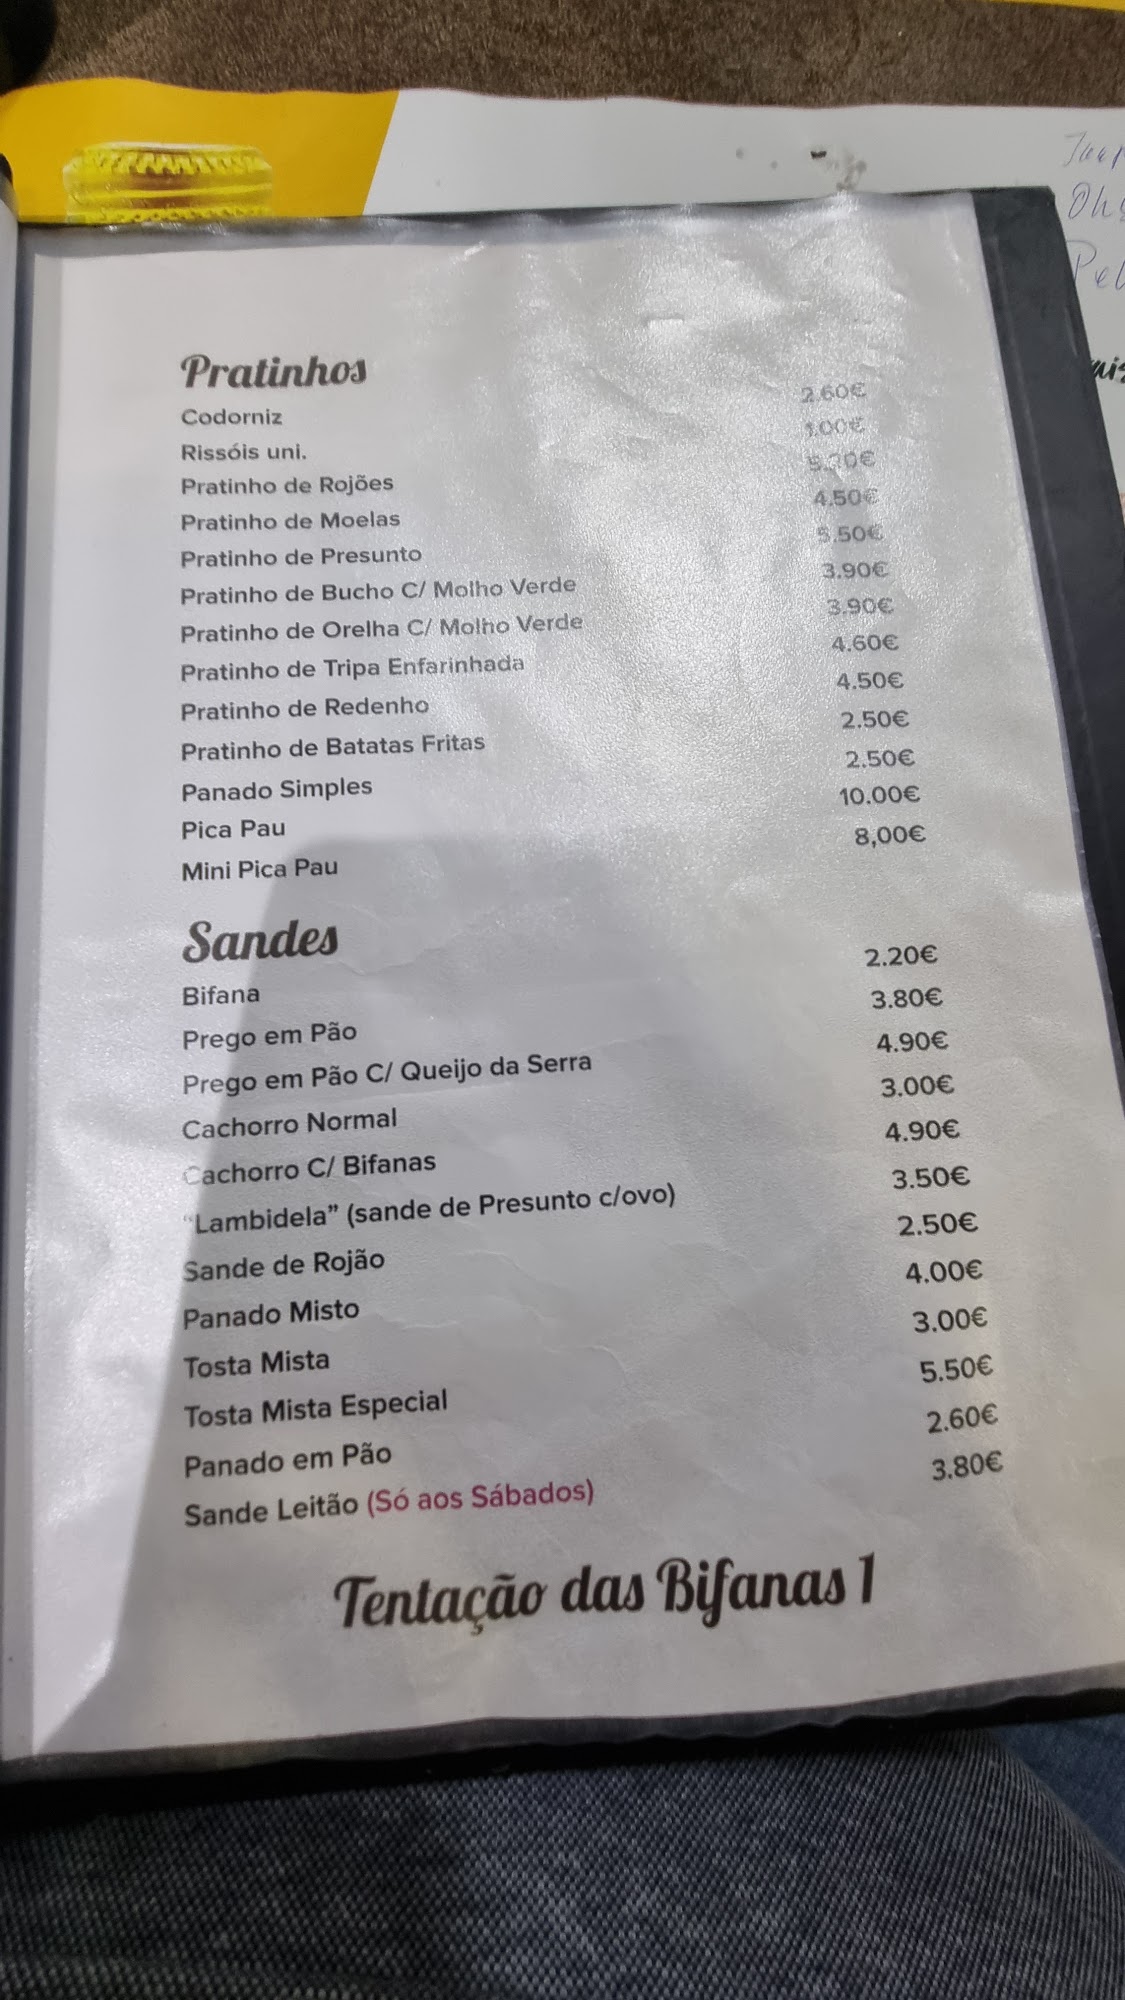 Pratinhos
Codorniz 2.60€
Rissóis uni. 1.00€
Pratinho de Rojões
Pratinho de Moelas 4.50€
Pratinho de Presunto 5.50€
Pratinho de Bucho C/ Molho Verde 3.90€
Pratinho de Orelha C/ Molho Verde 3.90€
Pratinho de Tripa Enfarinhada 4.60€
Pratinho de Redenho 4.50€
Pratinho de Batatas Fritas 2.50€
Panado Simples 2.50€
Pica Pau 10.00€
Mini Pica Pau 8,00€
Sandes
Bifana 2.20€
Prego em Pão 3.80€
Prego em Pão C/ Queijo da Serra 4.90€
Cachorro Normal 3.00€
Cachorro C/ Bifanas 4.90€
“Lambidela” (sande de Presunto c/ovo) 3.50€
Sande de Rojão 2.50€
Panado Misto 4.00€
Tosta Mista 3.00€
Tosta Mista Especial 5.50€
Panado em Pão 2.60€
Sande Leitão (Só aos Sábados) 3.80€
Tentação das Bifanas 1